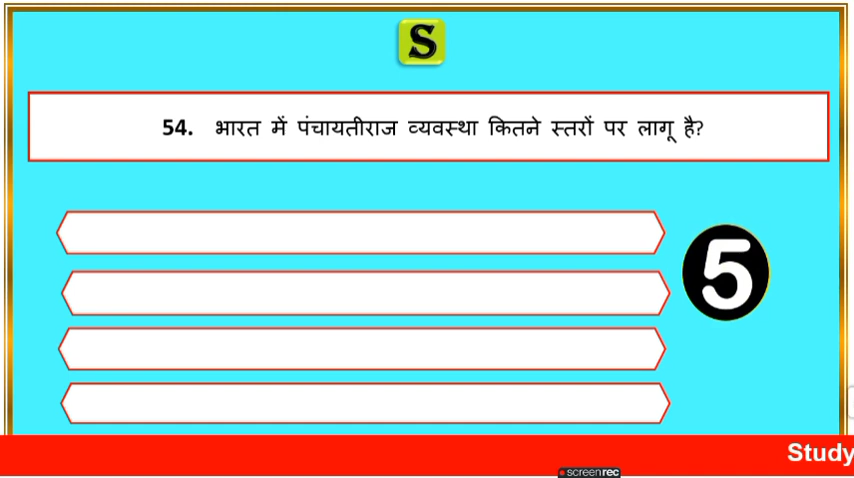 S
54. भारत में पंचायतीराज व्यवस्था कितने स्तरों पर लागू है?
5
Study
screenrec